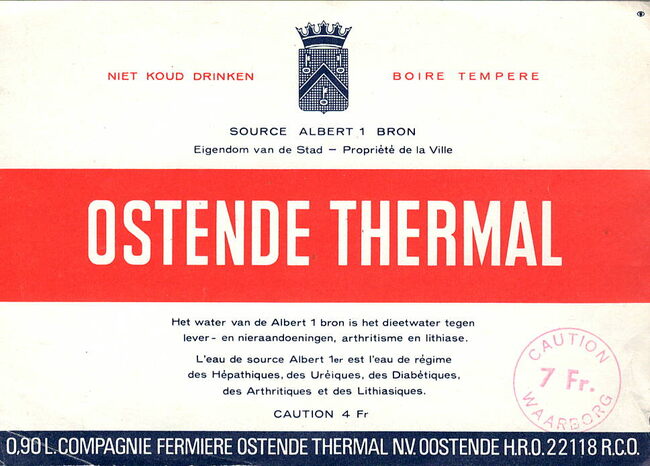 NIET KOUD DRINKEN
BOIRE TEMPERE
SOURCE ALBERT 1 BRON
Eigendom van de Stad – Propriété de la Ville
OSTENDE THERMAL
Het water van de Albert 1 bron is het dieetwater tegen
lever- en nieraandoeningen, arthritisme en lithiase.
L'eau de source Albert 1er est l'eau de régime
des Hépathiques, des Uréiques, des Diabétiques,
des Arthritiques et des Lithiasiques.
CAUTION 4 Fr
CAUTION
7 Fr.
WAARBORG
0,90 L. COMPAGNIE FERMIERE OSTENDE THERMAL N.V. OOSTENDE H.R.O. 22118 R.C.O.